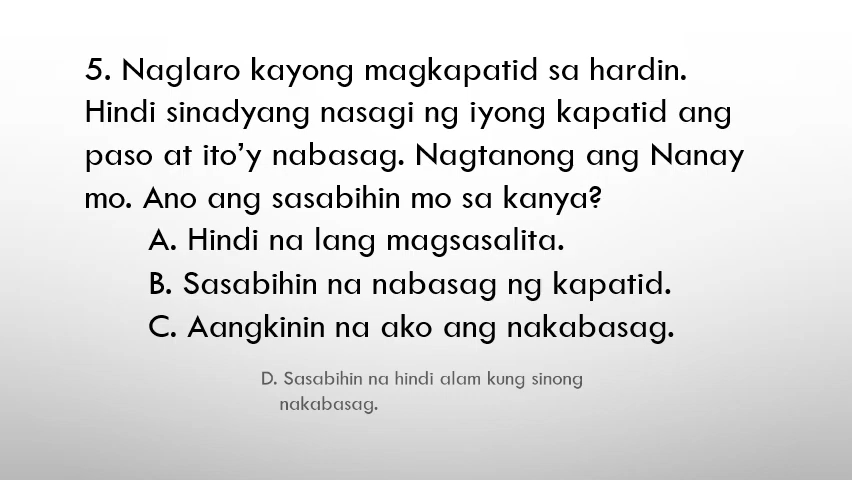 5. Naglaro kayong magkapatid sa hardin.
Hindi sinadyang nasagi ng iyong kapatid ang
paso at ito’y nabasag. Nagtanong ang Nanay
mo. Ano ang sasabihin mo sa kanya?
A. Hindi na lang magsasalita.
B. Sasabihin na nabasag ng kapatid.
C. Aangkinin na ako ang nakabasag.
D. Sasabihin na hindi alam kung sinong
nakabasag.